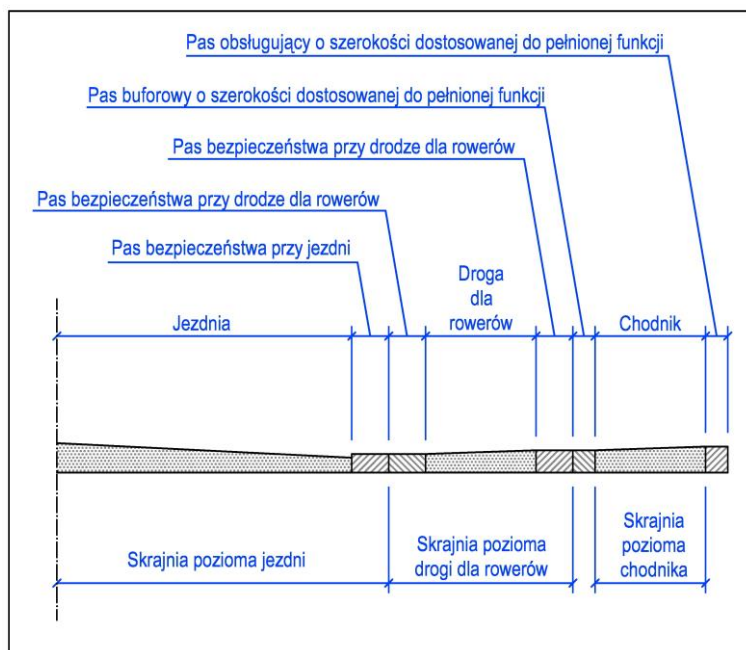 Pas obsługujący o szerokości dostosowanej do pełnionej funkcji
Pas buforowy o szerokości dostosowanej do pełnionej funkcji
Pas bezpieczeństwa przy drodze dla rowerów
Pas bezpieczeństwa przy drodze dla rowerów
Pas bezpieczeństwa przy jezdni
Jezdnia
Droga
dla
rowerów
Chodnik
Skrajnia pozioma jezdni
Skrajnia pozioma
drogi dla rowerów
Skrajnia
pozioma
chodnika